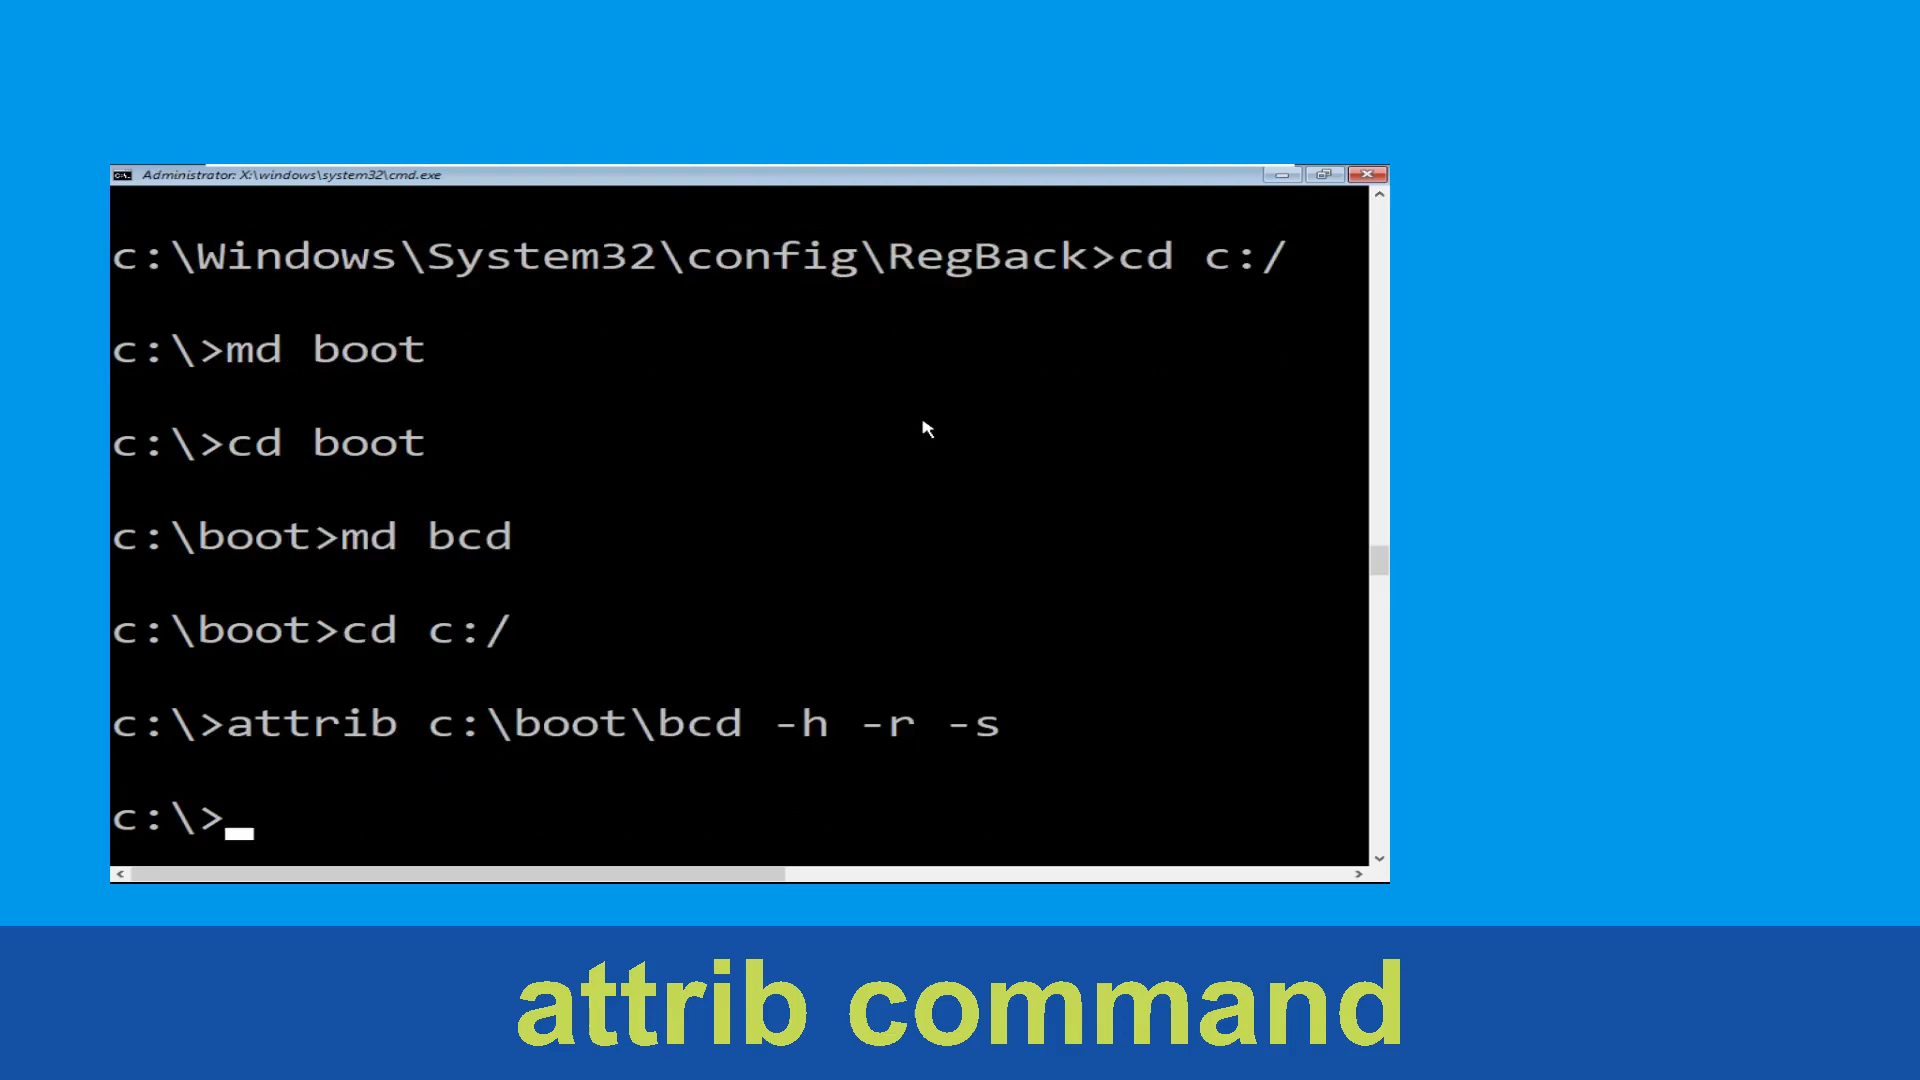 Administrator: X:\windows\system32\cmd.exe
c:\Windows\System32\config\RegBack>cd c:/
c:\>md boot
c:\>cd boot
c:\boot>md bcd
c:\boot>cd c:/
c:\>attrib c:\boot\bcd -h -r -s
c:\>
attrib command